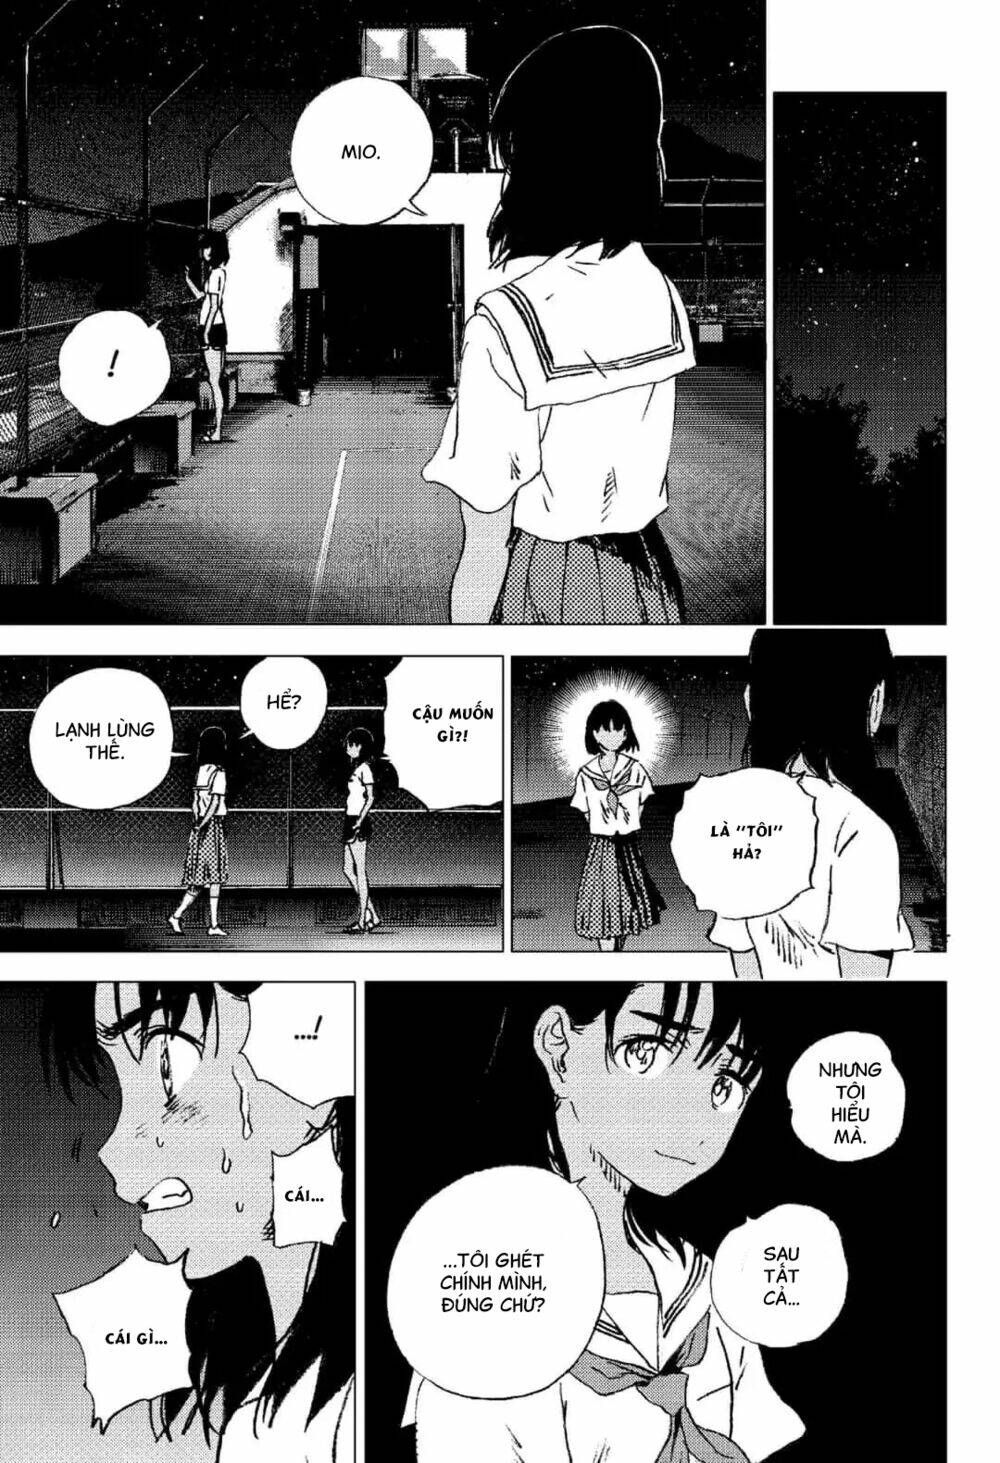 MIO.
!
LÀ "TÔI"
HẢ?
CẬU MUỐN
GÌ?!
HỂ?
LẠNH LÙNG
THẾ.
NHƯNG
TÔI
HIỂU
MÀ.
SAU
TẤT
CẢ...
...TÔI GHÉT
CHÍNH MÌNH,
ĐÚNG CHỨ?
...!
CÁI...
CÁI GÌ...